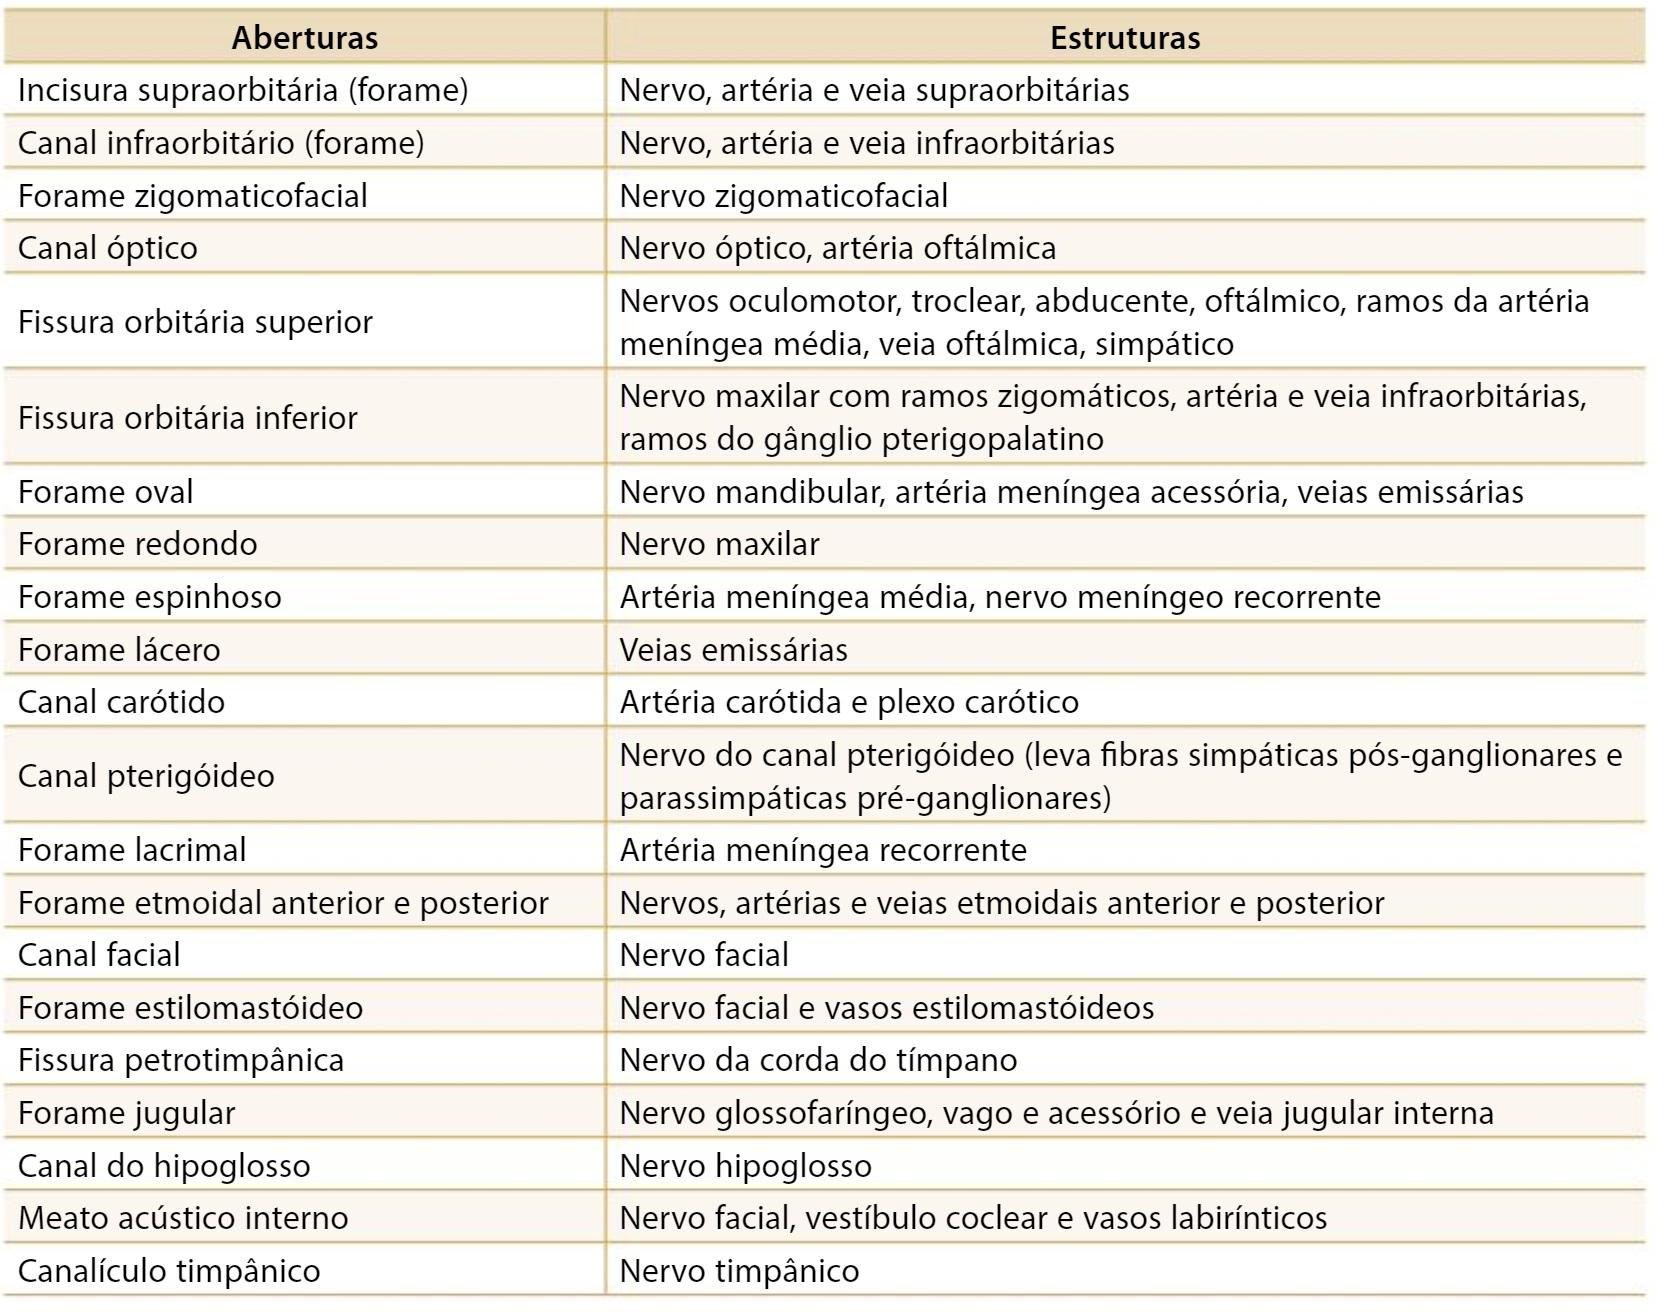 Aberturas Estruturas
Incisura supraorbitária (forame) Nervo, artéria e veia supraorbitárias
Canal infraorbitário (forame) Nervo, artéria e veia infraorbitárias
Forame zigomaticofacial Nervo zigomaticofacial
Canal óptico Nervo óptico, artéria oftálmica
Fissura orbitária superior Nervos oculomotor, troclear, abducente, oftálmico, ramos da artéria
meníngea média, veia oftálmica, simpático
Fissura orbitária inferior Nervo maxilar com ramos zigomáticos, artéria e veia infraorbitárias,
ramos do gânglio pterigopalatino
Forame oval Nervo mandibular, artéria meníngea acessória, veias emissárias
Forame redondo Nervo maxilar
Forame espinhoso Artéria meníngea média, nervo meníngeo recorrente
Forame lácero Veias emissárias
Canal carótido Artéria carótida e plexo carótico
Canal pterigóideo Nervo do canal pterigóideo (leva fibras simpáticas pós-ganglionares e
parassimpáticas pré-ganglionares)
Forame lacrimal Artéria meníngea recorrente
Forame etmoidal anterior e posterior Nervos, artérias e veias etmoidais anterior e posterior
Canal facial Nervo facial
Forame estilomastóideo Nervo facial e vasos estilomastóideos
Fissura petrotimpânica Nervo da corda do tímpano
Forame jugular Nervo glossofaríngeo, vago e acessório e veia jugular interna
Canal do hipoglosso Nervo hipoglosso
Meato acústico interno Nervo facial, vestíbulo coclear e vasos labirínticos
Canalículo timpânico Nervo timpânico